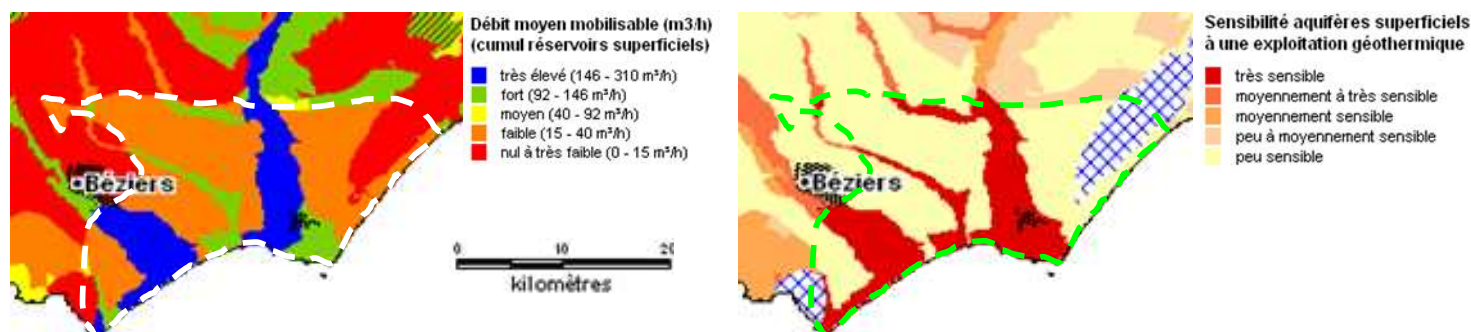 Débit moyen mobilisable (m3/h)
(cumul réservoirs superficiels)
très élevé (146 - 310 m³/h)
fort (92 - 146 m³/h)
moyen (40 - 92 m³/h)
faible (15 - 40 m³/h)
nul à très faible (0 - 15 m³/h)
Béziers
0 10 20
kilomètres
Sensibilité aquifères superficiels
à une exploitation géothermique
très sensible
moyennement à très sensible
moyennement sensible
peu à moyennement sensible
peu sensible
Béziers